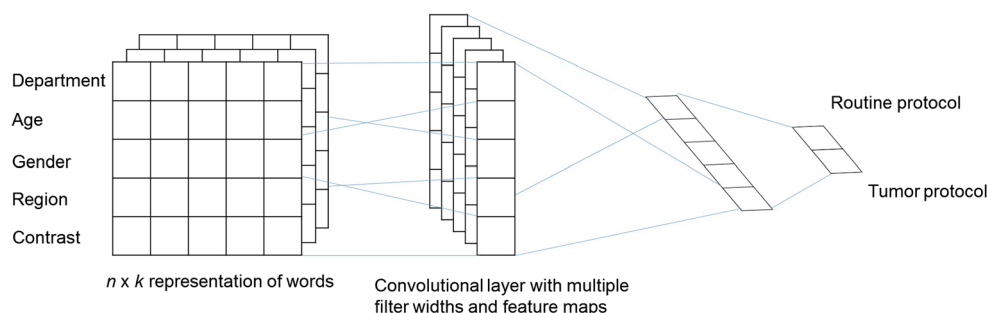 Department
Age
Gender
Region
Contrast
n x k representation of words
Convolutional layer with multiple
filter widths and feature maps
Routine protocol
Tumor protocol